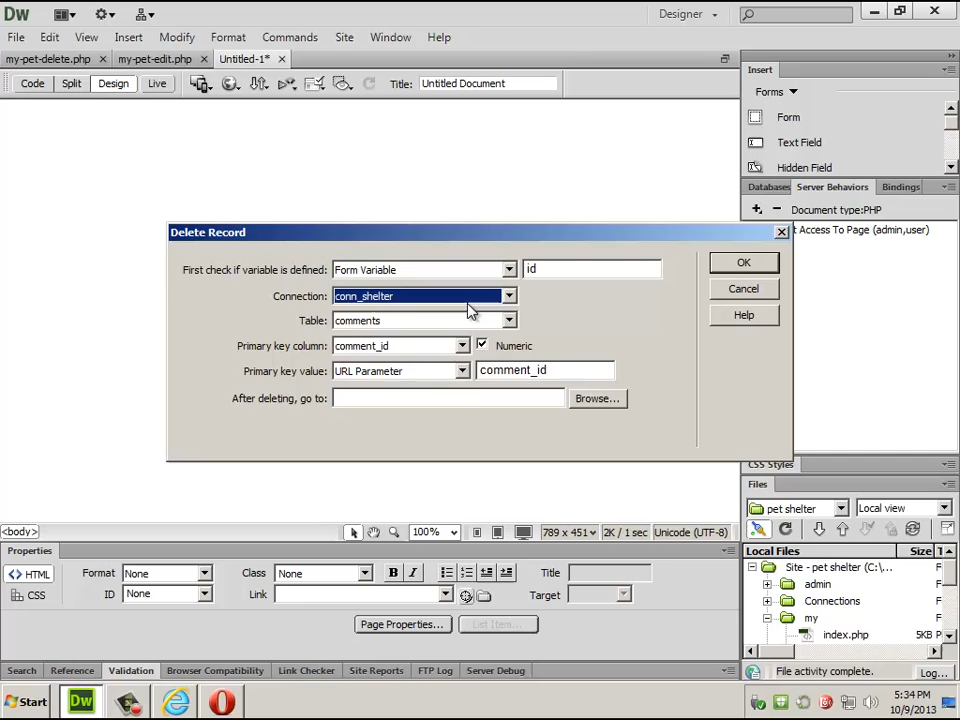 Dw Designer
File Edit View Insert Modify Format Commands Site Window Help
my-pet-delete.php × my-pet-edit.php × Untitled-1* ×
Code Split Design Live Title: Untitled Document
Insert
Forms
Form
Text Field
Hidden Field
Databases Server Behaviors Bindings
Document type:PHP
t Access To Page (admin,user)
Delete Record
First check if variable is defined: Form Variable id
OK
Connection: conn_shelter
Cancel
Table: comments
Help
Primary key column: comment_id Numeric
Primary key value: URL Parameter comment_id
After deleting, go to: Browse...
CSS Styles
Files
pet shelter Local view
<body> 100% 789 x 451 2K / 1 sec Unicode (UTF-8)
Properties
<> HTML Format None Class None B I Title
CSS ID None Link Target
Page Properties... List Item...
Local Files Size T
Site - pet shelter (C:\... F
admin F
Connections F
my F
index.php 5KB P
Search Reference Validation Browser Compatibility Link Checker Site Reports FTP Log Server Debug
File activity complete. Log...
Start Dw 5:34 PM
10/9/2013